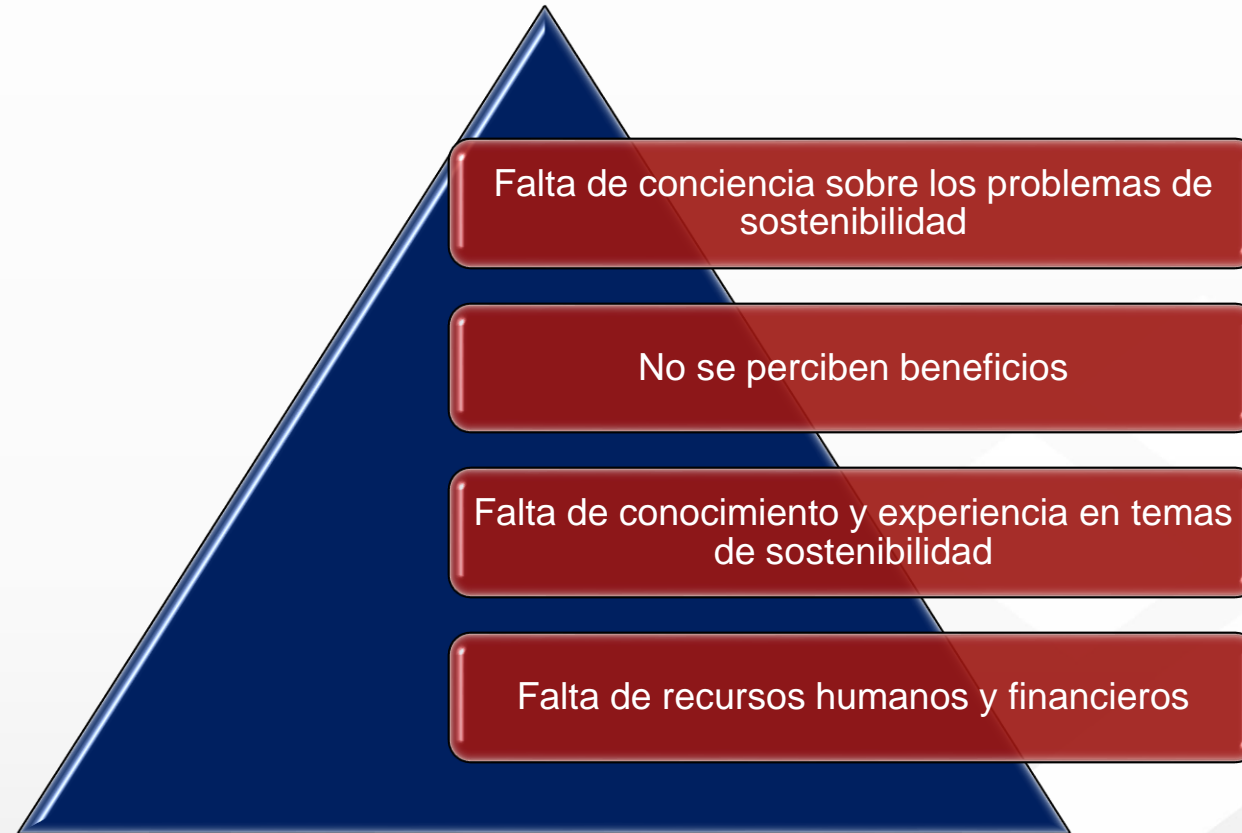 Falta de conciencia sobre los problemas de
sostenibilidad
No se perciben beneficios
Falta de conocimiento y experiencia en temas
de sostenibilidad
Falta de recursos humanos y financieros